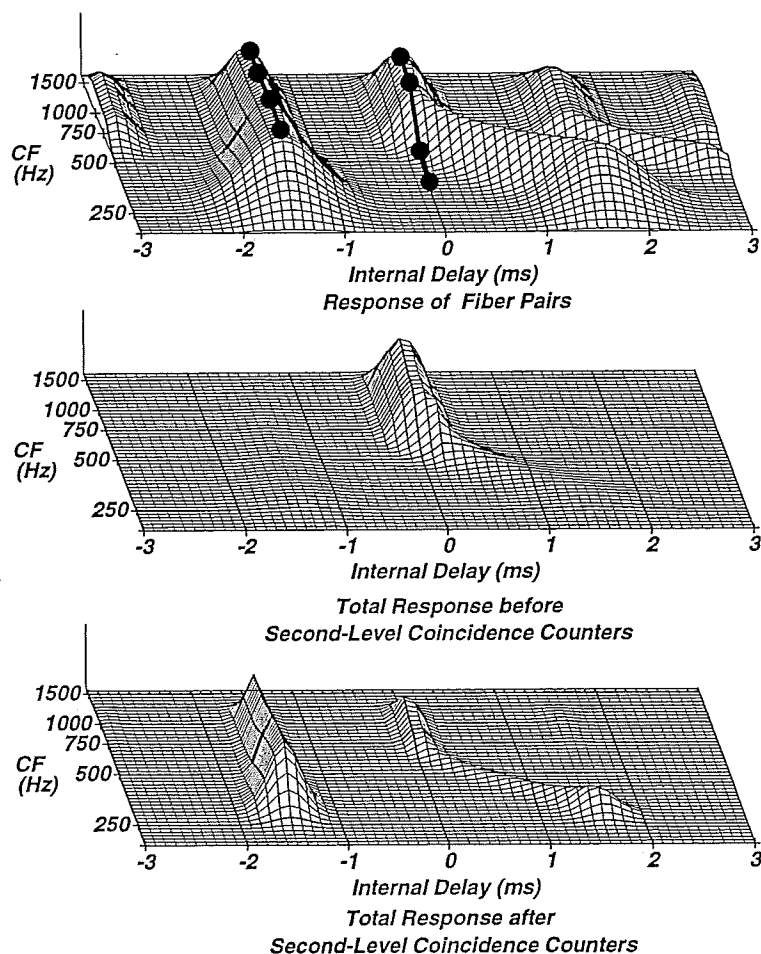 1500
1000
750
500
250
CF
(Hz)
-3 -2 -1 0 1 2 3
Internal Delay (ms)
Response of Fiber Pairs
1500
1000
750
500
250
CF
(Hz)
-3 -2 -1 0 1 2 3
Internal Delay (ms)
Total Response before
Second-Level Coincidence Counters
1500
1000
750
500
250
CF
(Hz)
-3 -2 -1 0 1 2 3
Internal Delay (ms)
Total Response after
Second-Level Coincidence Counters